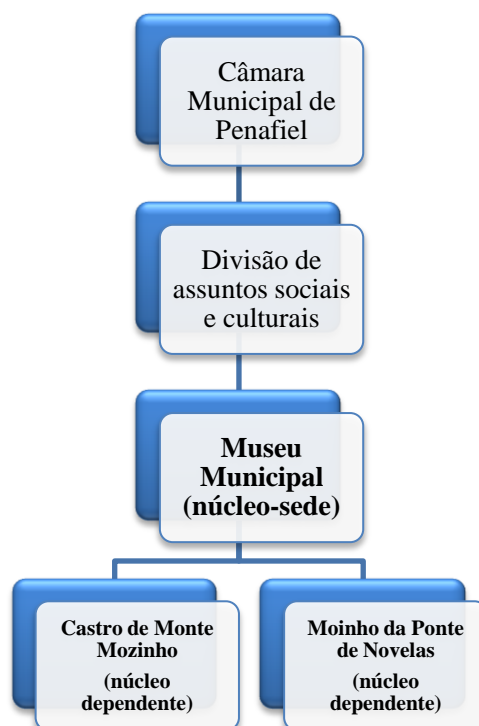 Câmara
Municipal de
Penafiel
Divisão de
assuntos sociais
e culturais
Museu
Municipal
(núcleo-sede)
Castro de Monte
Mozinho
(núcleo
dependente)
Moinho da Ponte
de Novelas
(núcleo
dependente)